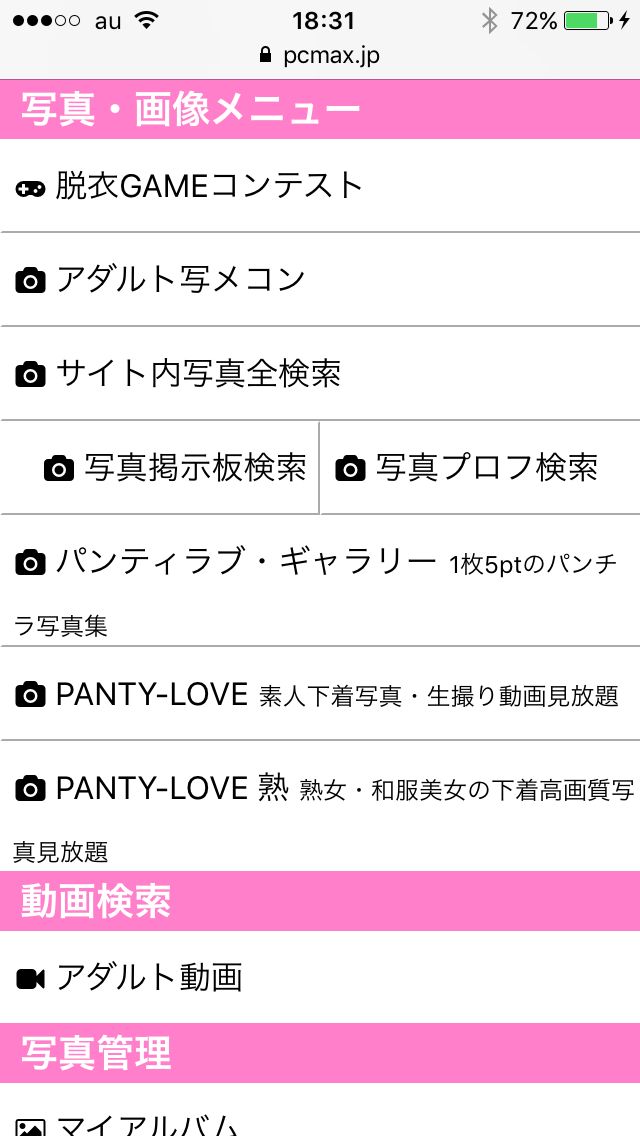 au 18:31 72%
pcmax.jp
写真・画像メニュー
脱衣GAMEコンテスト
アダルト写メコン
サイト内写真全検索
写真掲示板検索 写真プロフ検索
パンティラブ・ギャラリー 1枚5ptのパンチ
ラ写真集
PANTY-LOVE 素人下着写真・生撮り動画見放題
PANTY-LOVE 熟 熟女・和服美女の下着高画質写
真見放題
動画検索
アダルト動画
写真管理
マイアルバム